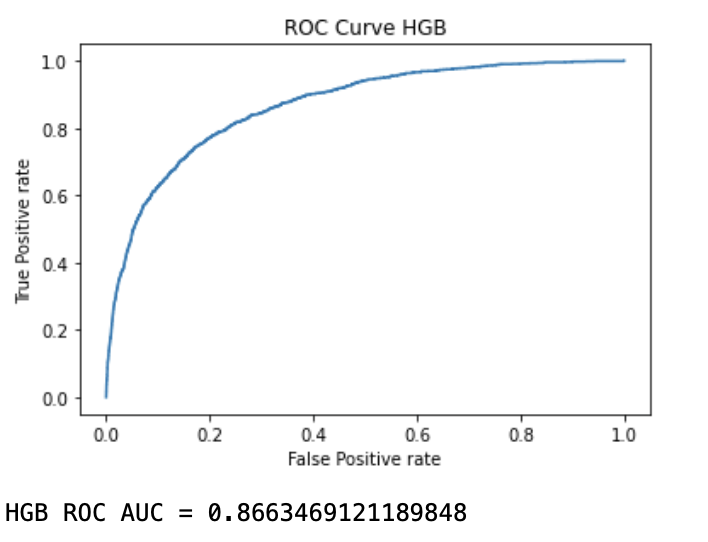 ROC Curve HGB
1.0
0.8
0.6
0.4
0.2
0.0
True Positive rate
0.0 0.2 0.4 0.6 0.8 1.0
False Positive rate
HGB ROC AUC = 0.8663469121189848